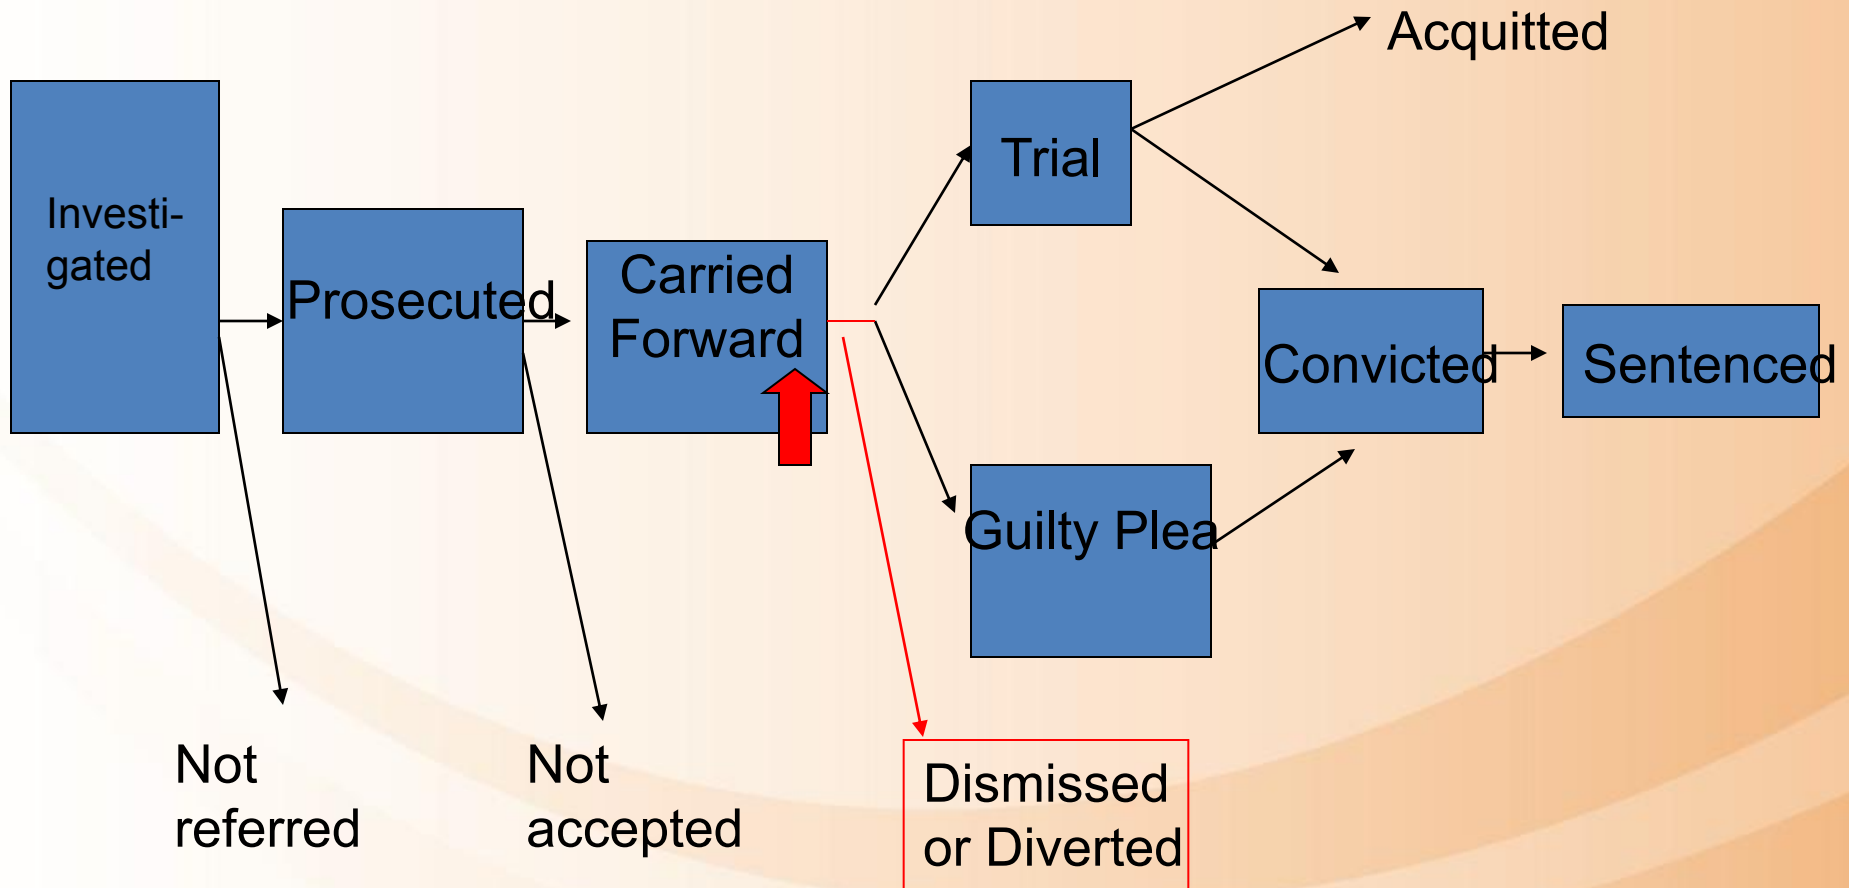 Acquitted
Trial
Investi-
gated
Prosecuted
Carried
Forward
Convicted
Sentenced
Guilty Plea
Not
referred
Not
accepted
Dismissed
or Diverted